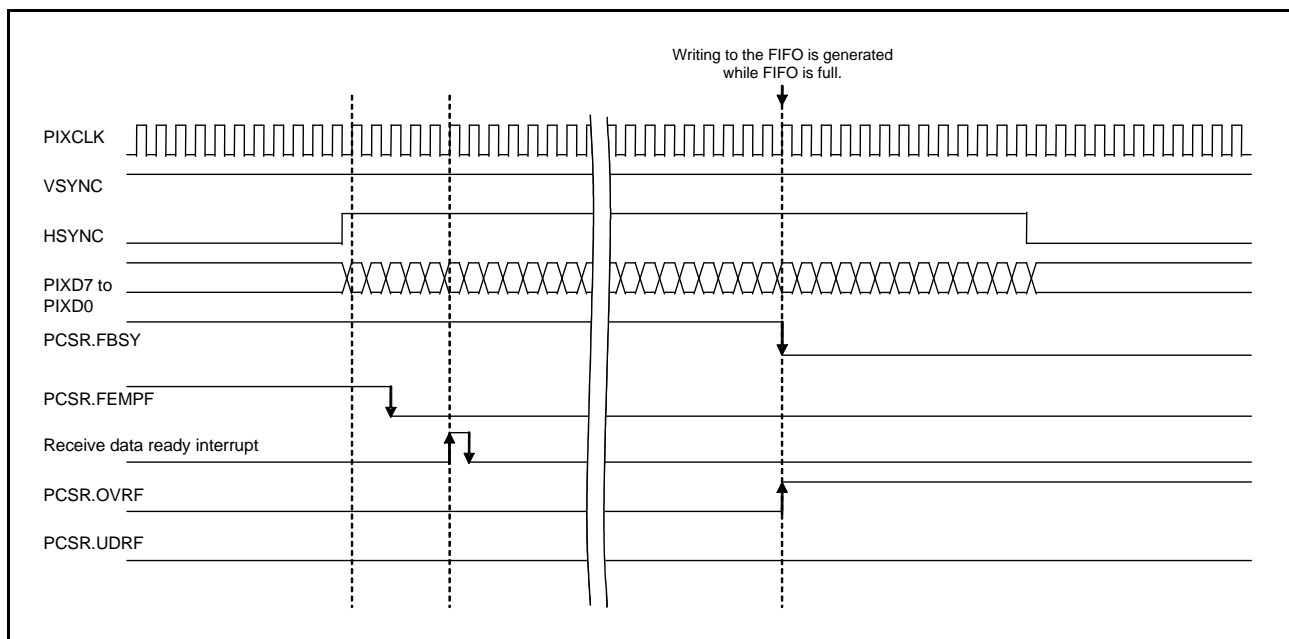 Writing to the FIFO is generated
while FIFO is full.
PIXCLK
VSYNC
HSYNC
PIXD7 to
PIXD0
PCSR.FBSY
PCSR.FEMPF
Receive data ready interrupt
PCSR.OVRF
PCSR.UDRF